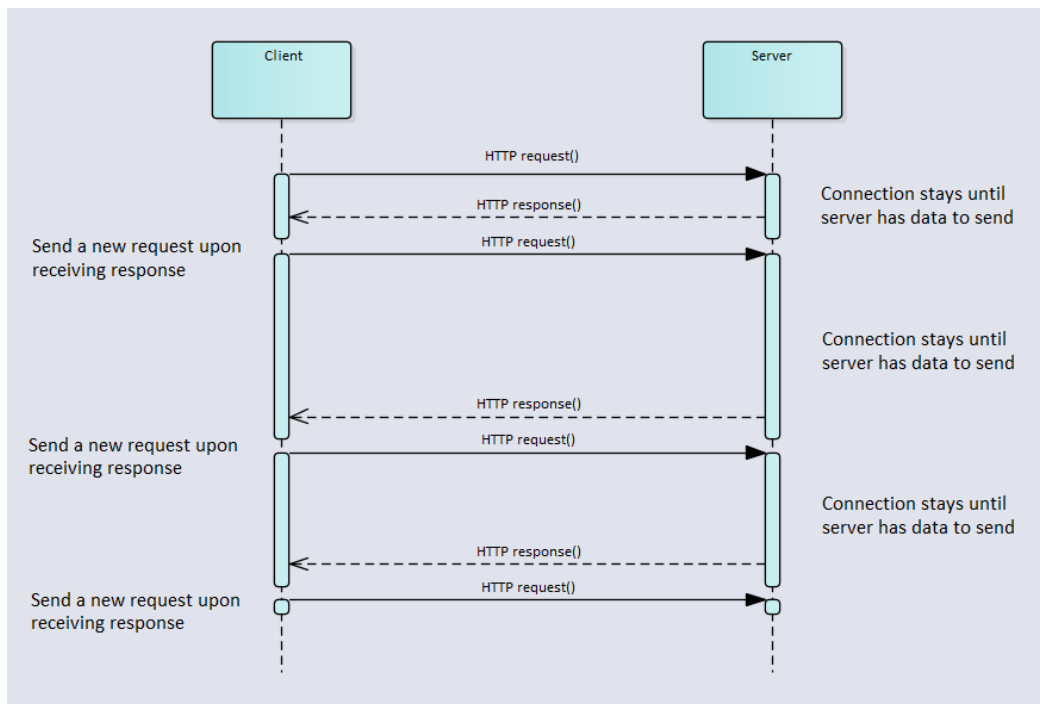 Client
Server
HTTP request()
Connection stays until
server has data to send
HTTP response()
Send a new request upon
receiving response
HTTP request()
Connection stays until
server has data to send
HTTP response()
Send a new request upon
receiving response
HTTP request()
Connection stays until
server has data to send
HTTP response()
Send a new request upon
receiving response
HTTP request()